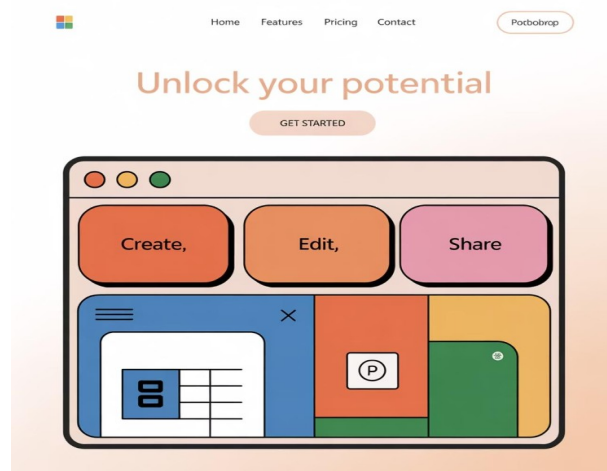 Home Features Pricing Contact Potbobrop
Unlock your potential
GET STARTED
Create, Edit, Share
P